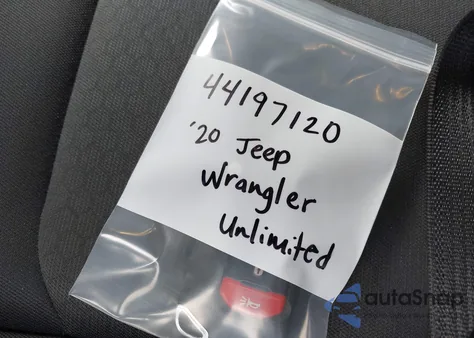 44197120
'20 Jeep
Wrangler
Unlimited
autoSnap